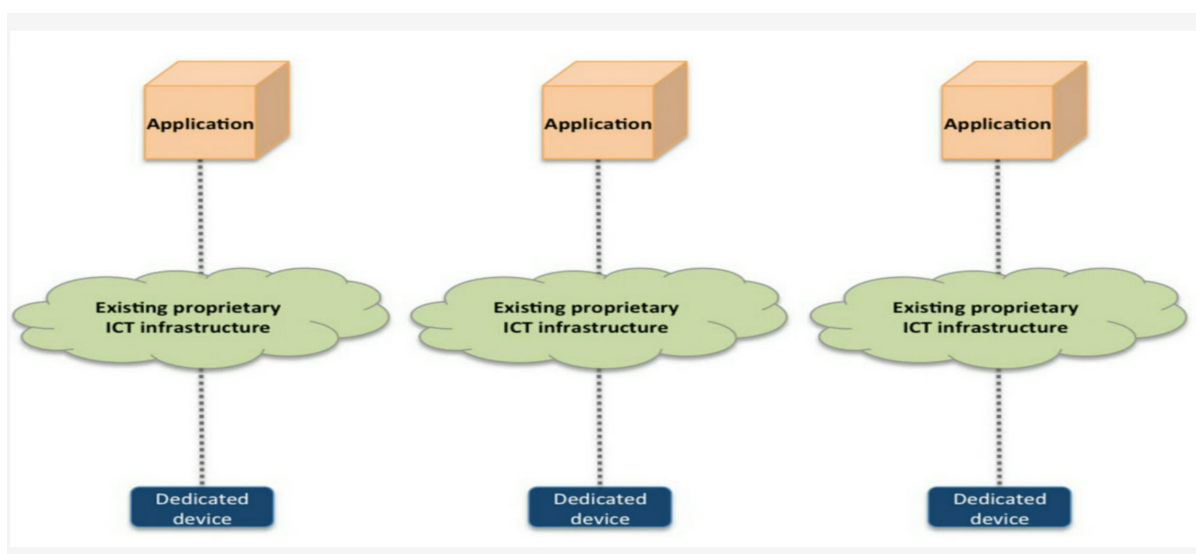 Application
Application
Application
Existing proprietary
ICT infrastructure
Existing proprietary
ICT infrastructure
Existing proprietary
ICT infrastructure
Dedicated
device
Dedicated
device
Dedicated
device